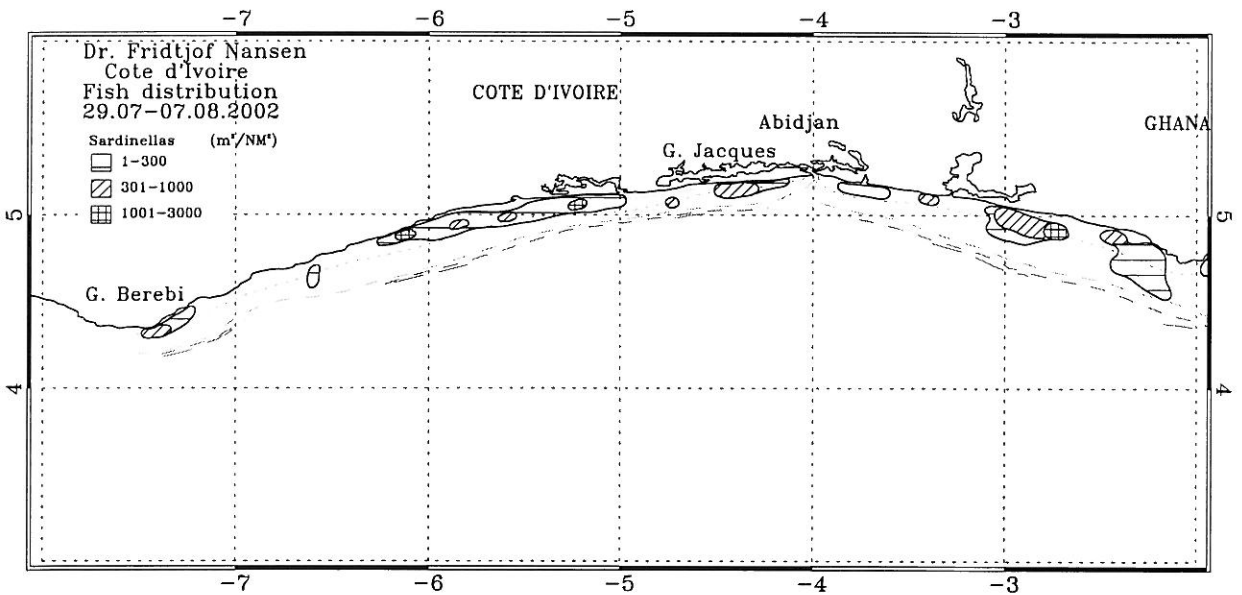 -7 -6 -5 -4 -3
Dr. Fridtjof Nansen
Cote d'Ivoire
Fish distribution
29.07-07.08.2002
Sardinellas (m²/NM²)
1-300
301-1000
1001-3000
COTE D'IVOIRE
Abidjan
GHANA
G. Jacques
5 5
G. Berebi
4 4
-7 -6 -5 -4 -3